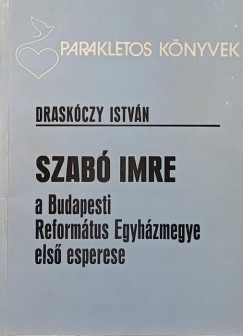 PARAKLETOS KÖNYVEK
DRASKÓCZY ISTVÁN
SZABÓ IMRE
a Budapesti
Református Egyházmegye
első esperese